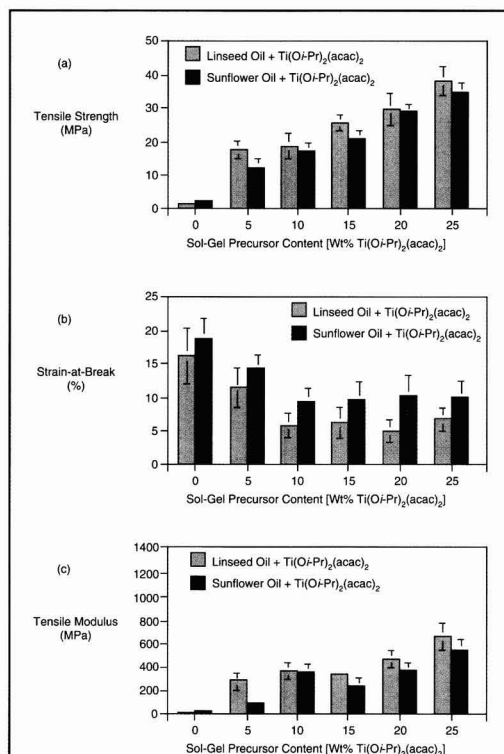 (a)
Tensile Strength
(MPa)
50
40
30
20
10
0
Linseed Oil + Ti(Oi-Pr)₂(acac)₂
Sunflower Oil + Ti(Oi-Pr)₂(acac)₂
0 5 10 15 20 25
Sol-Gel Precursor Content [Wt% Ti(Oi-Pr)₂(acac)₂]
(b)
Strain-at-Break
(%)
25
20
15
10
5
0
Linseed Oil + Ti(Oi-Pr)₂(acac)₂
Sunflower Oil + Ti(Oi-Pr)₂(acac)₂
0 5 10 15 20 25
Sol-Gel Precursor Content [Wt% Ti(Oi-Pr)₂(acac)₂]
(c)
Tensile Modulus
(MPa)
1400
1200
1000
800
600
400
200
0
Linseed Oil + Ti(Oi-Pr)₂(acac)₂
Sunflower Oil + Ti(Oi-Pr)₂(acac)₂
0 5 10 15 20 25
Sol-Gel Precursor Content [Wt% Ti(Oi-Pr)₂(acac)₂]